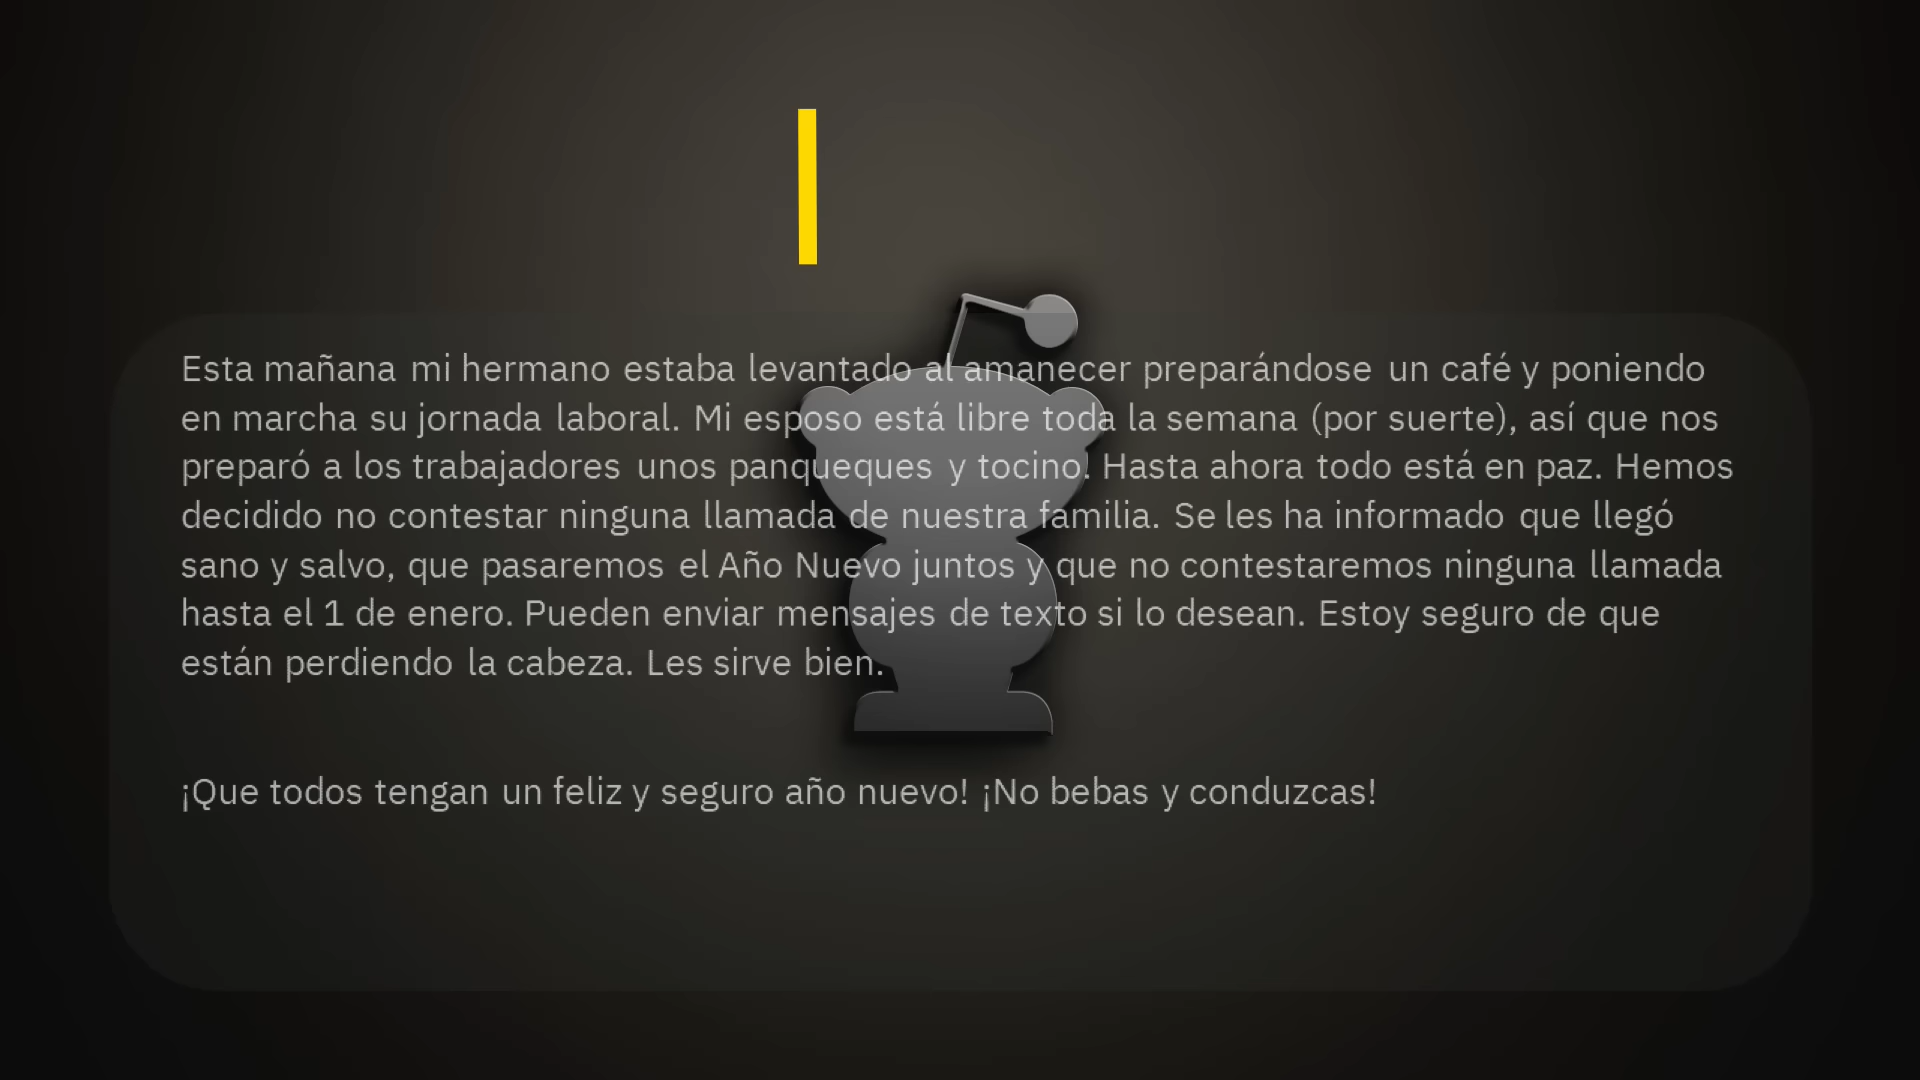 Esta mañana mi hermano estaba levantado al amanecer preparándose un café y poniendo
en marcha su jornada laboral. Mi esposo está libre toda la semana (por suerte), así que nos
preparó a los trabajadores unos panqueques y tocino. Hasta ahora todo está en paz. Hemos
decidido no contestar ninguna llamada de nuestra familia. Se les ha informado que llegó
sano y salvo, que pasaremos el Año Nuevo juntos y que no contestaremos ninguna llamada
hasta el 1 de enero. Pueden enviar mensajes de texto si lo desean. Estoy seguro de que
están perdiendo la cabeza. Les sirve bien.
¡Que todos tengan un feliz y seguro año nuevo! ¡No bebas y conduzcas!